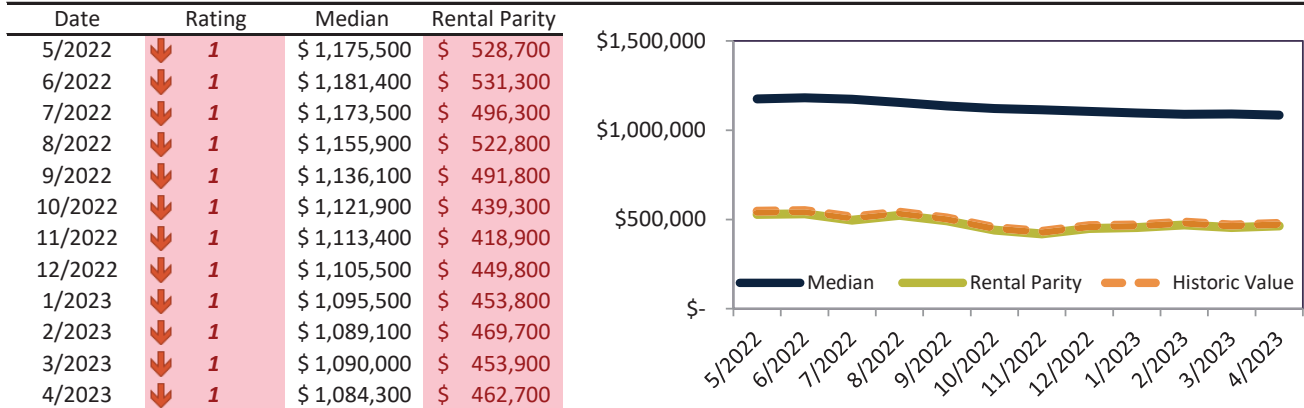 Date Rating Median Rental Parity
5/2022 1 $ 1,175,500 $ 528,700
6/2022 1 $ 1,181,400 $ 531,300
7/2022 1 $ 1,173,500 $ 496,300
8/2022 1 $ 1,155,900 $ 522,800
9/2022 1 $ 1,136,100 $ 491,800
10/2022 1 $ 1,121,900 $ 439,300
11/2022 1 $ 1,113,400 $ 418,900
12/2022 1 $ 1,105,500 $ 449,800
1/2023 1 $ 1,095,500 $ 453,800
2/2023 1 $ 1,089,100 $ 469,700
3/2023 1 $ 1,090,000 $ 453,900
4/2023 1 $ 1,084,300 $ 462,700
$1,500,000
$1,000,000
$500,000
$-
Median Rental Parity Historic Value
5/2022 6/2022 7/2022 8/2022 9/2022 10/2022 11/2022 12/2022 1/2023 2/2023 3/2023 4/2023